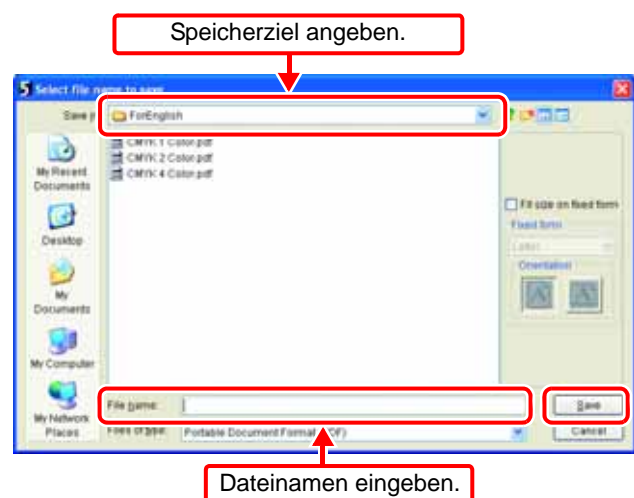 Speicherziel angeben.
Select file name to save
Save
ForEnglish
CMYK 1 Color.pdf
CMYK 2 Color.pdf
CMYK 4 Color.pdf
My Recent
Documents
Desktop
My
Documents
My Computer
My Network
Places
Fit size on fixed form
Fixed form
Letter
Orientation
File name:
Save
Files of type:
Portable Document Format (PDF)
Cancel
Dateinamen eingeben.